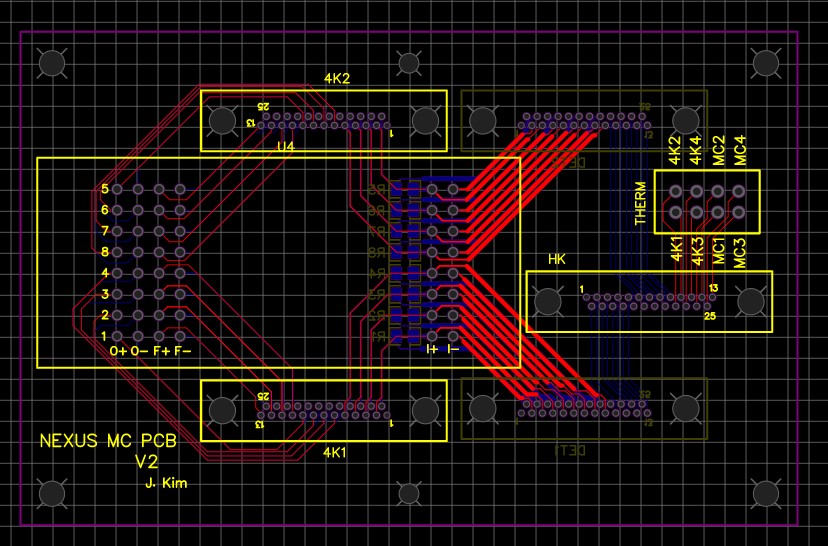 4K2
25
13
1
U4
4K2
4K4
MC2
MC4
THERM
4K1
4K3
MC1
MC3
5
6
7
8
4
3
2
1
O+ O- F+ F-
I+ I-
HK
1
13
25
25
13
1
4K1
DET1
NEXUS MC PCB
V2
J. Kim